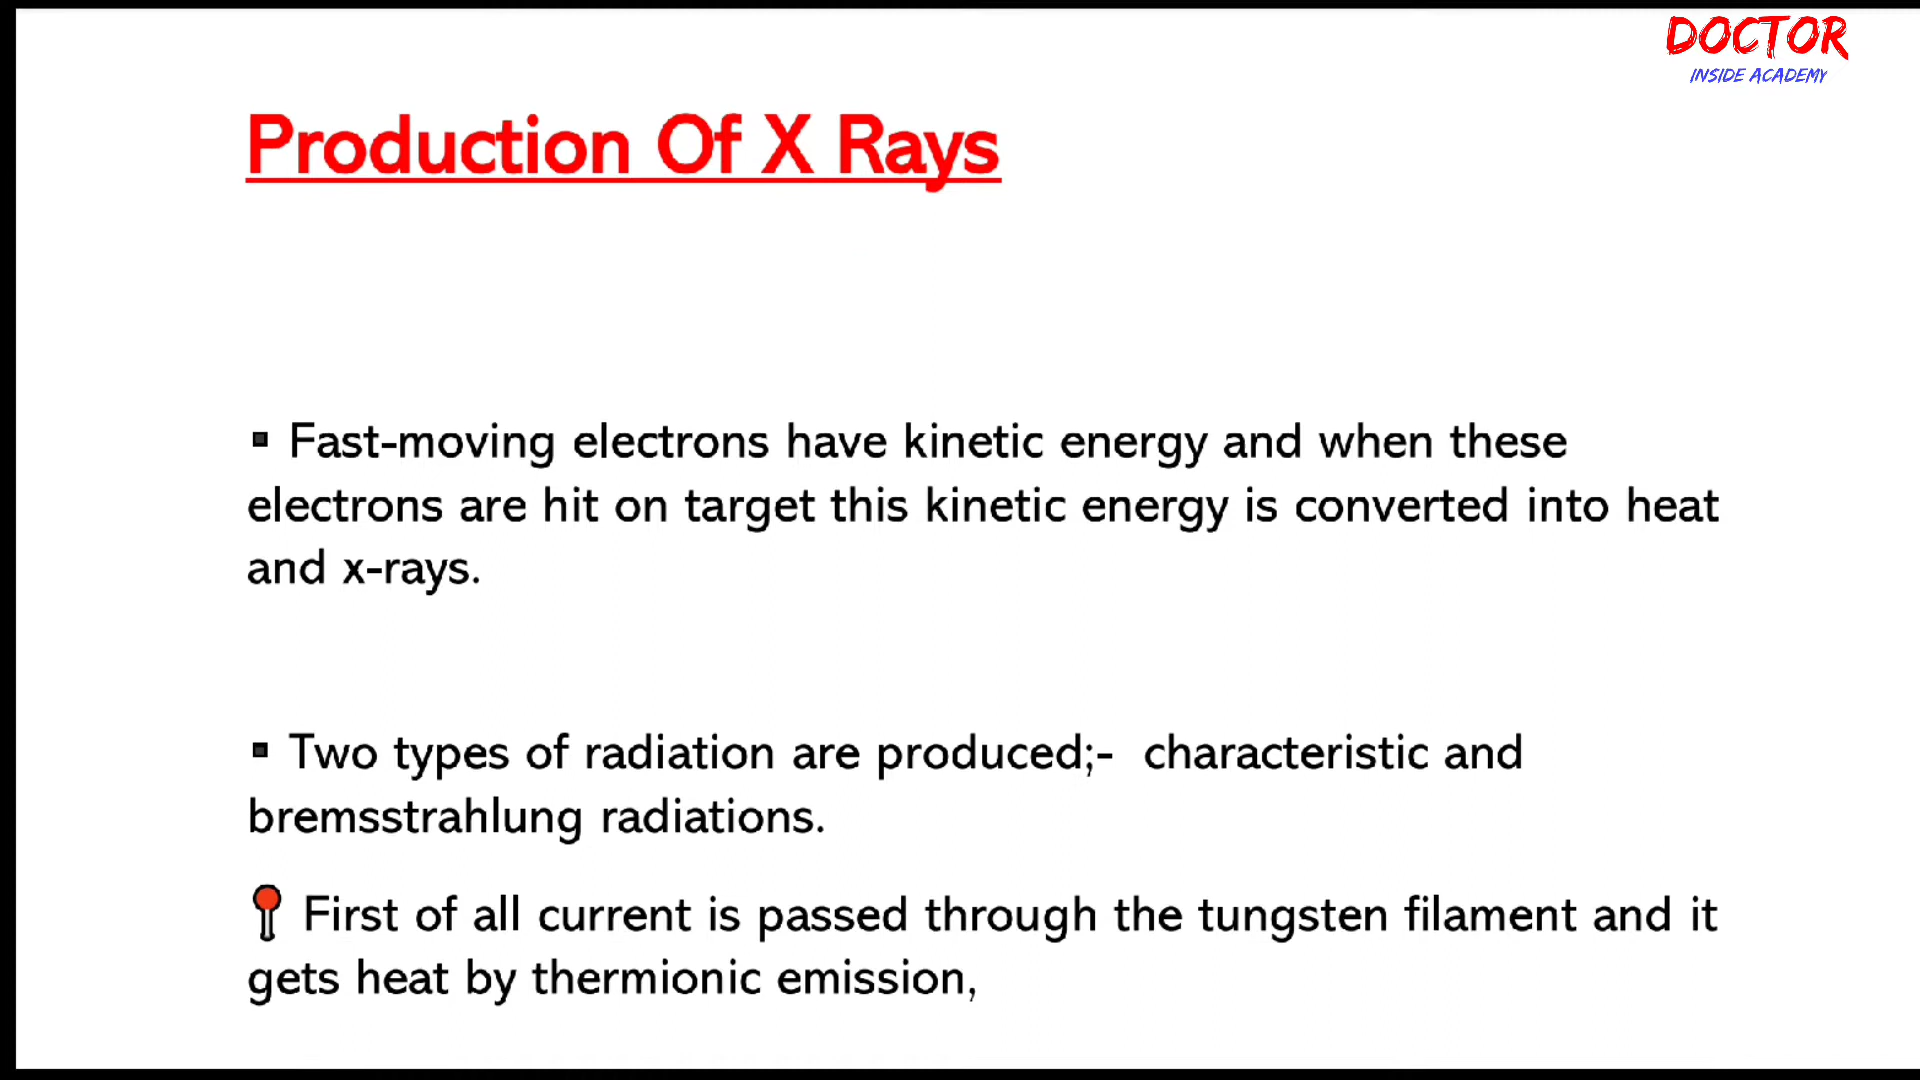 DOCTOR
INSIDE ACADEMY
Production Of X Rays
▪ Fast-moving electrons have kinetic energy and when these
electrons are hit on target this kinetic energy is converted into heat
and x-rays.
▪ Two types of radiation are produced;- characteristic and
bremsstrahlung radiations.
📍 First of all current is passed through the tungsten filament and it
gets heat by thermionic emission,